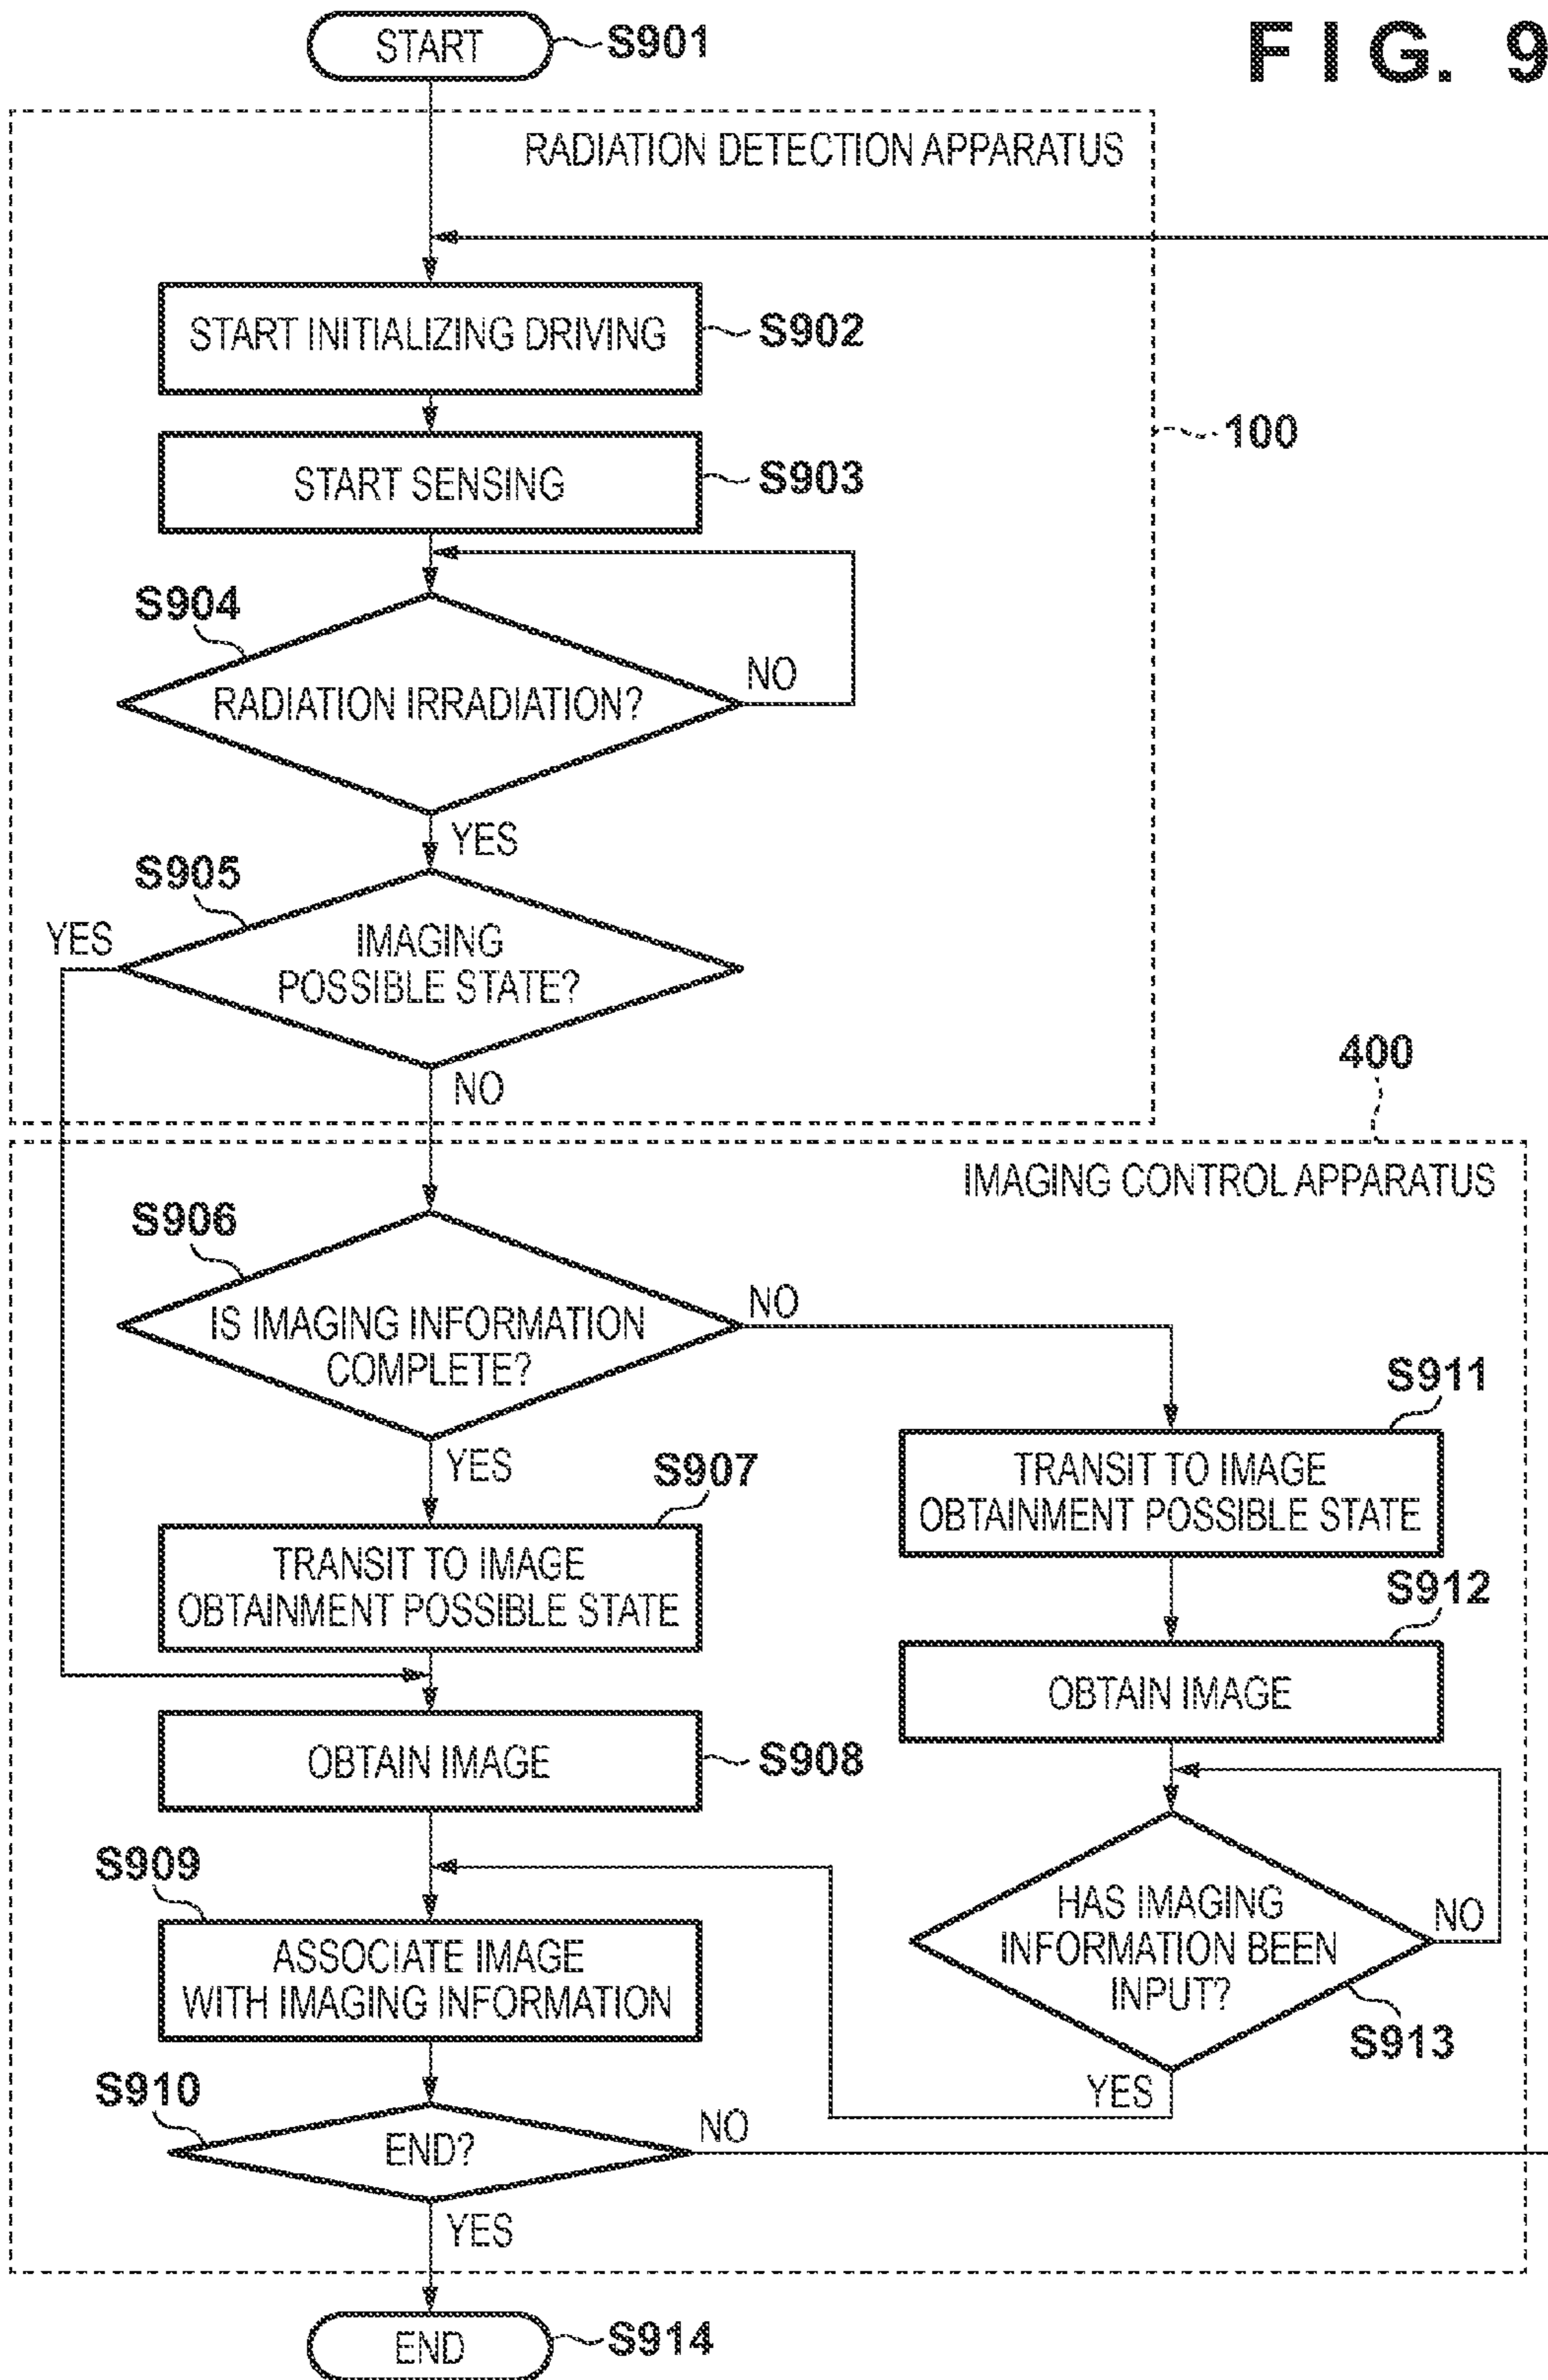 FIG. 9
START
S901
RADIATION DETECTION APPARATUS
START INITIALIZING DRIVING
S902
100
START SENSING
S903
S904
RADIATION IRRADIATION?
NO
YES
S905
YES
IMAGING
POSSIBLE STATE?
NO
400
IMAGING CONTROL APPARATUS
S906
IS IMAGING INFORMATION
COMPLETE?
NO
YES
S907
TRANSIT TO IMAGE
OBTAINMENT POSSIBLE STATE
S911
TRANSIT TO IMAGE
OBTAINMENT POSSIBLE STATE
S912
OBTAIN IMAGE
OBTAIN IMAGE
S908
S909
ASSOCIATE IMAGE
WITH IMAGING INFORMATION
HAS IMAGING
INFORMATION BEEN
INPUT?
NO
S913
YES
S910
END?
NO
YES
END
S914